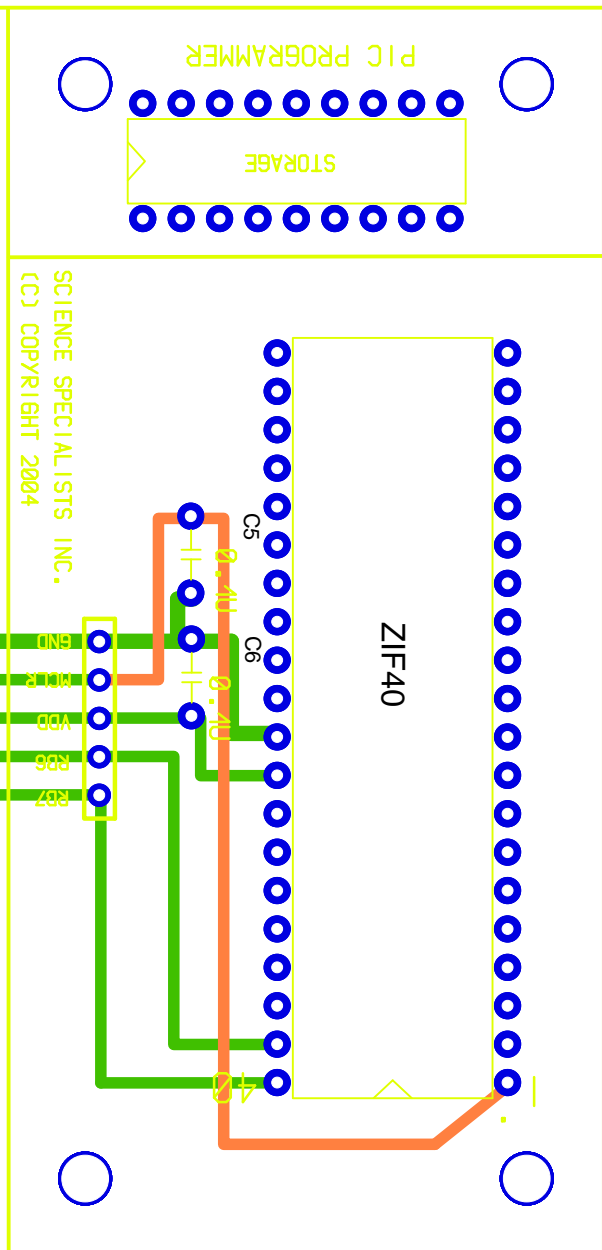 PIC PROGRAMMER
STORAGE
SCIENCE SPECIALISTS INC.
(C) COPYRIGHT 2004
C5
0.1U
C6
0.1U
ZIF40
GND
MCLR
VDD
RB6
RB7
40
1.